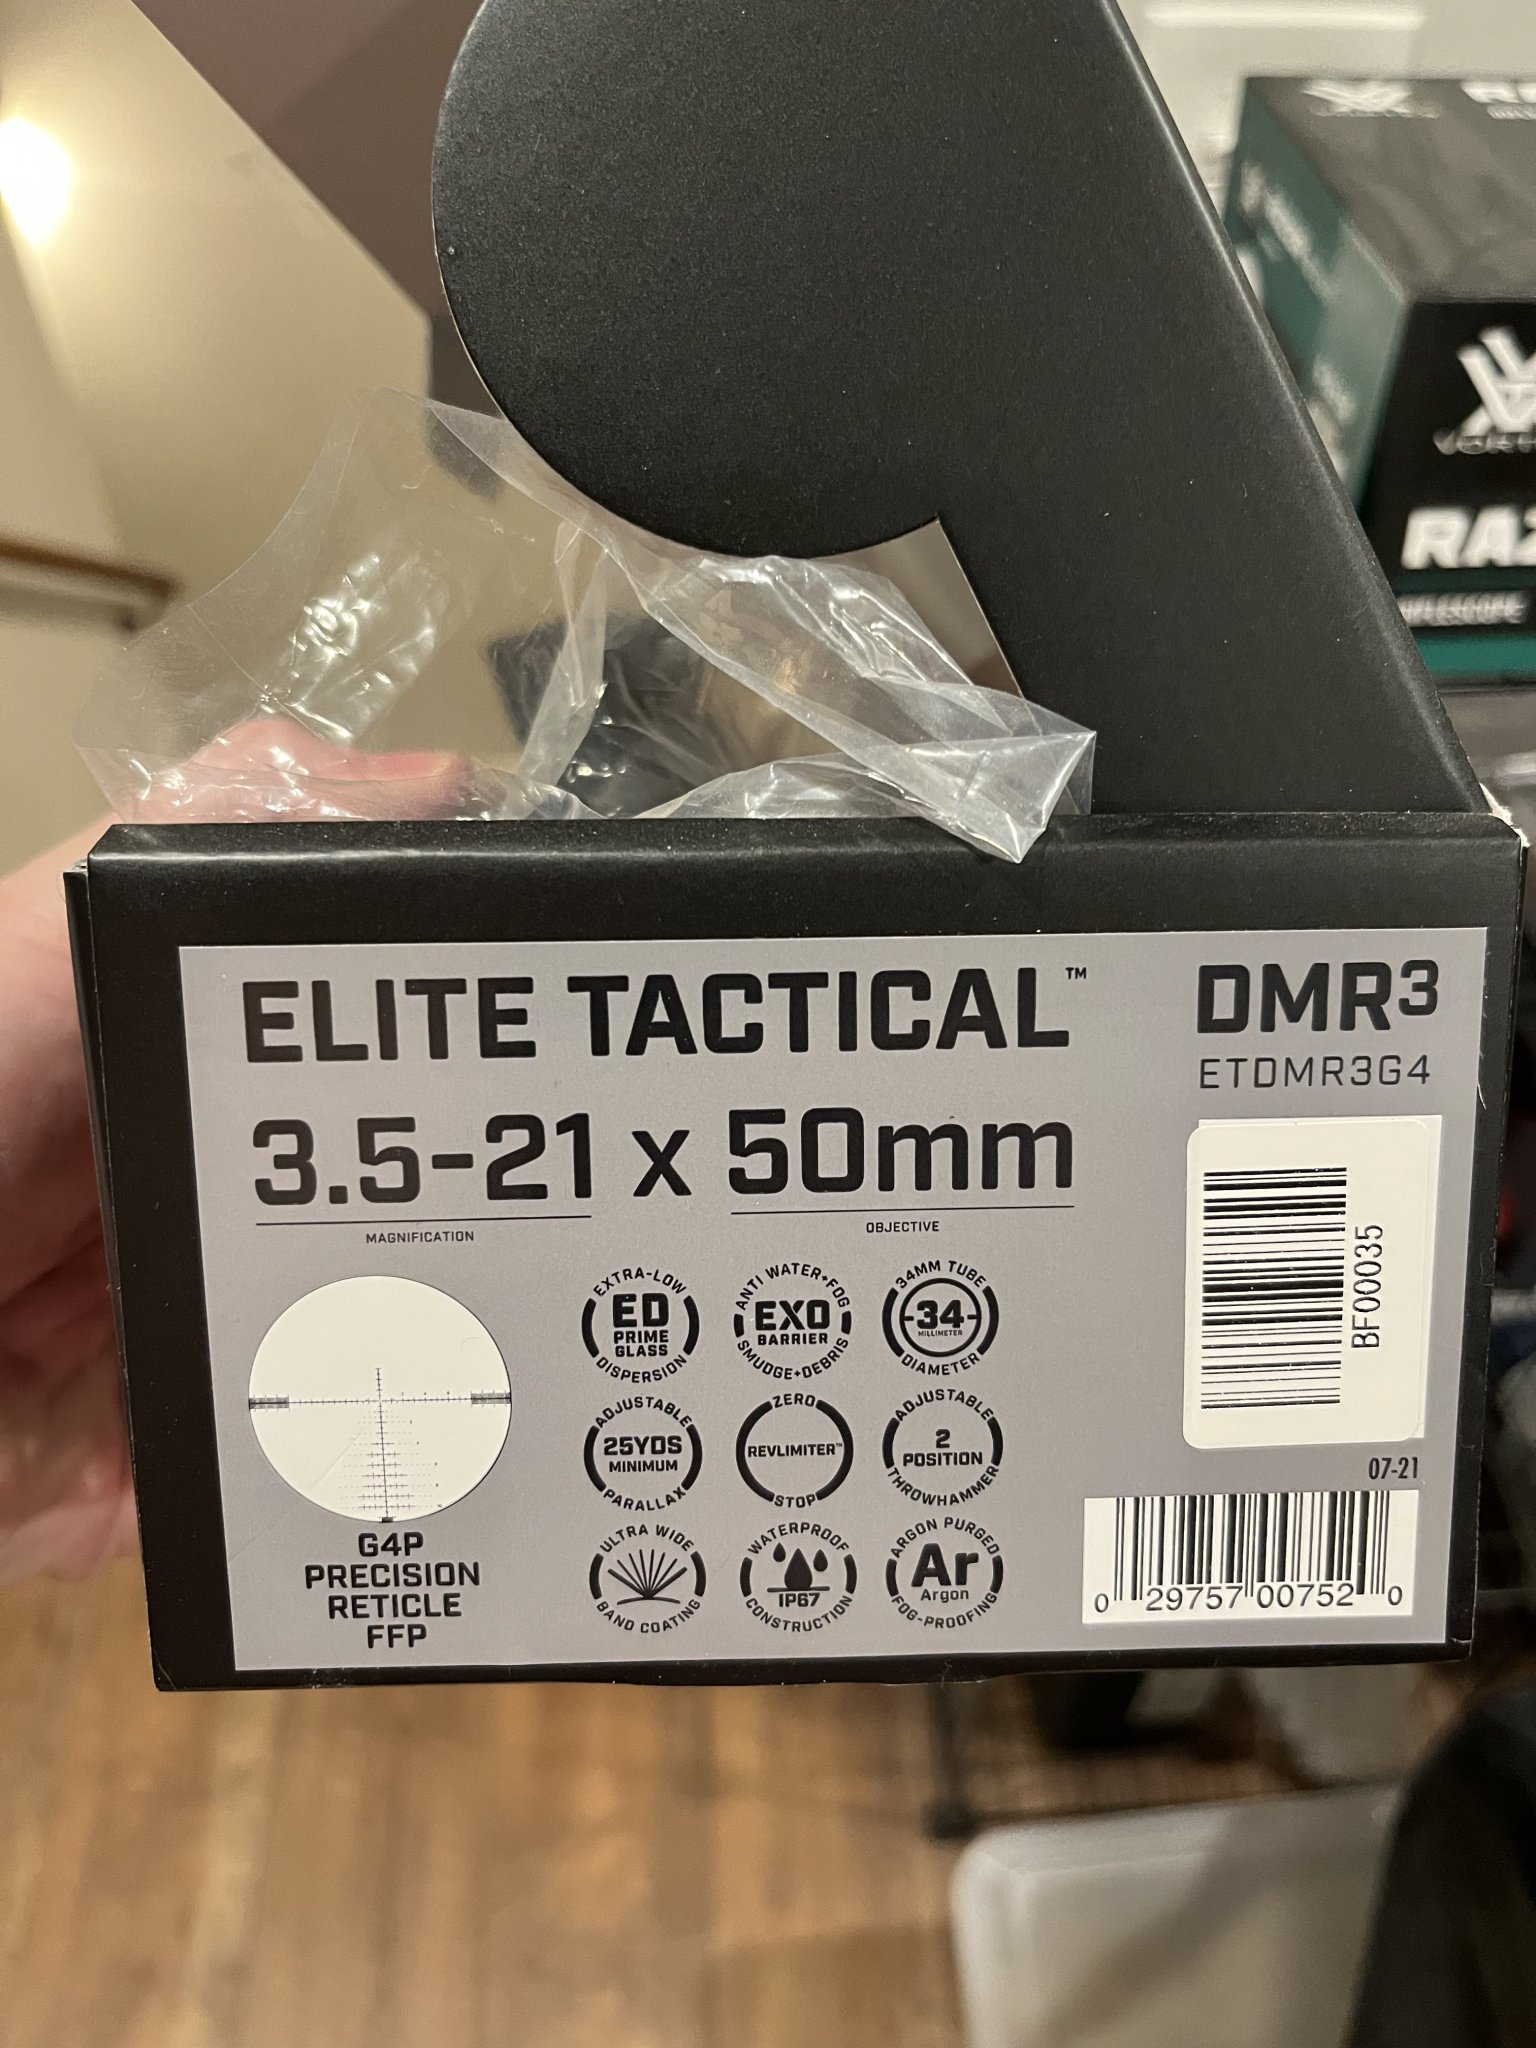 ELITE TACTICAL™
DMR3
ETDMR3G4
3.5-21 x 50mm
MAGNIFICATION
OBJECTIVE
EXTRA-LOW
ED
PRIME
GLASS
DISPERSION
ANTI WATER+FOG
EXO
BARRIER
SMUDGE+DEBRIS
34MM TUBE
-34-
MILLIMETER
DIAMETER
ADJUSTABLE
25YDS
MINIMUM
PARALLAX
ZERO
REVLIMITER™
STOP
ADJUSTABLE
2
POSITION
THROWHAMMER
ULTRA WIDE
BAND COATING
WATERPROOF
IP67
CONSTRUCTION
ARGON PURGED
Ar
Argon
FOG-PROOFING
G4P
PRECISION
RETICLE
FFP
BF00035
07-21
0 29757 00752 0
RAZ